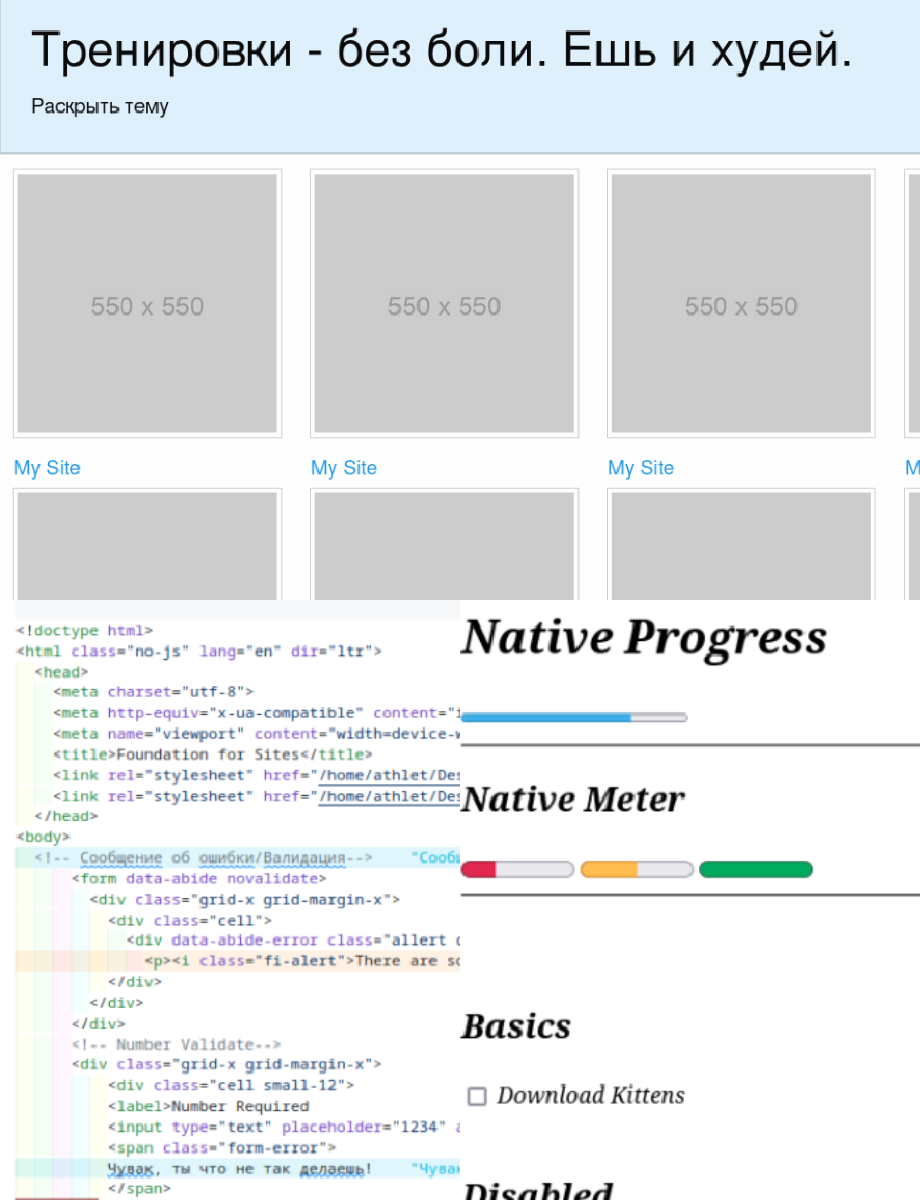 Тренировки - без боли. Ешь и худей.
Раскрыть тему
550 x 550 550 x 550 550 x 550
My Site My Site My Site M
<!doctype html>
<html class="no-js" lang="en" dir="ltr">
<head>
<meta charset="utf-8">
<meta http-equiv="x-ua-compatible" content="i
<meta name="viewport" content="width=device-w
<title>Foundation for Sites</title>
<link rel="stylesheet" href="/home/athlet/Des
<link rel="stylesheet" href="/home/athlet/Des
</head>
<body>
<!-- Сообщение об ошибки/Валидация--> "Сооб
<form data-abide novalidate>
<div class="grid-x grid-margin-x">
<div class="cell">
<div data-abide-error class="allert c
<p><i class="fi-alert">There are so
</div>
</div>
</div>
<!-- Number Validate-->
<div class="grid-x grid-margin-x">
<div class="cell small-12">
<label>Number Required
<input type="text" placeholder="1234" a
<span class="form-error">
Чувак, ты что не так делаешь! "Чувак
</span>
Native Progress
Native Meter
Basics
Download Kittens
Disabled